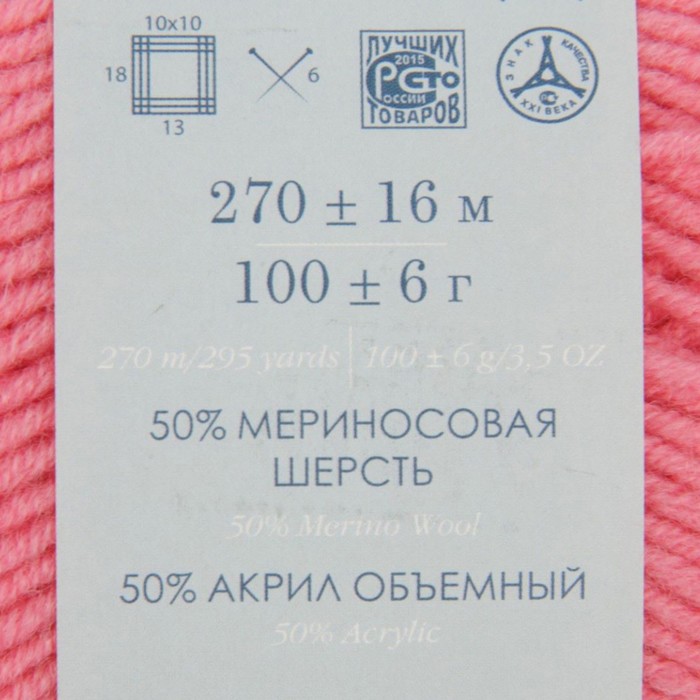 10x10
18
13
6
ЛУЧШИХ
2015
РСТО
РОССИИ
ТОВАРОВ
ЗНАК КАЧЕСТВА
XXI ВЕКА
270 ± 16 м
100 ± 6 г
270 m/295 yards 100 ± 6 g/3,5 OZ
50% МЕРИНОСОВАЯ
ШЕРСТЬ
50% Merino Wool
50% АКРИЛ ОБЪЕМНЫЙ
50% Acrylic